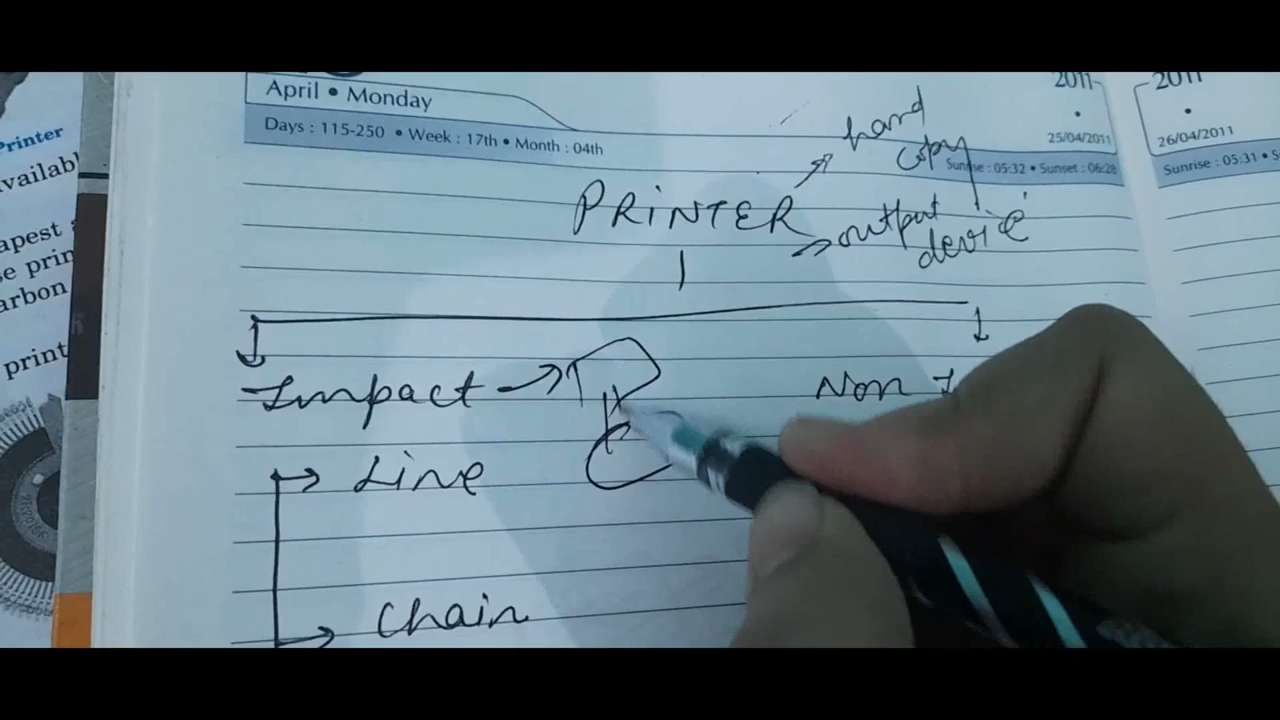 Printer
availabl
apest
se prin
arbon
print
April • Monday
Days : 115-250 • Week : 17th • Month : 04th
2011
25/04/2011
Sunrise : 05:32 • Sunset : 06:28
2011
26/04/2011
Sunrise : 05:31 • S
hard
copy
PRINTER
output
device
Impact
Non I
Line
Chain